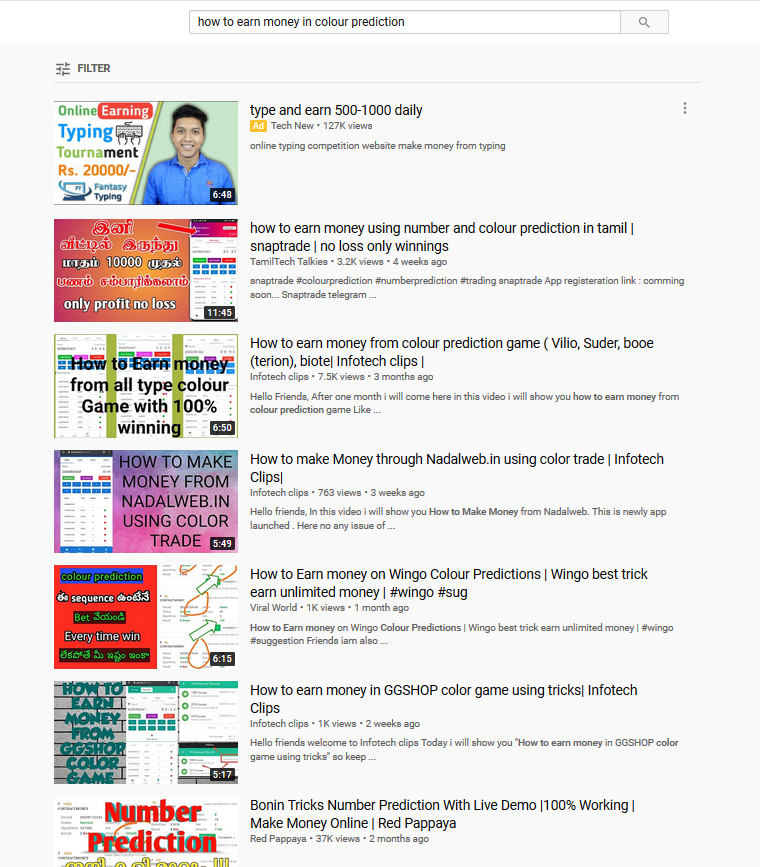 how to earn money in colour prediction
FILTER
Online Earning
Typing
Tournament
Rs. 20000/-
FT
Fantasy
Typing
6:48
type and earn 500-1000 daily
Ad Tech New • 127K views
online typing competition website make money from typing
இனி
வீட்டில் இருந்து
மாதம் 10000 முதல்
பணம் சம்பாரிக்கலாம்
only profit no loss
11:45
how to earn money using number and colour prediction in tamil |
snaptrade | no loss only winnings
TamilTech Talkies • 3.2K views • 4 weeks ago
snaptrade #colourprediction #numberprediction #trading snaptrade App registeration link : comming
soon... Snaptrade telegram ...
How to Earn money
from all type colour
Game with 100%
winning
6:50
How to earn money from colour prediction game ( Vilio, Suder, booe
(terion), biote| Infotech clips |
Infotech clips • 7.5K views • 3 months ago
Hello Friends, After one month i will come here in this video i will show you how to earn money from
colour prediction game Like ...
HOW TO MAKE
MONEY FROM
NADALWEB.IN
USING COLOR
TRADE
5:49
How to make Money through Nadalweb.in using color trade | Infotech
Clips|
Infotech clips • 763 views • 3 weeks ago
Hello friends, In this video i will show you How to Make Money from Nadalweb. This is newly app
launched . Here no any issue of ...
colour prediction
ఈ sequence ఉంటేనే
Bet వేయండి
Every time win
లేకపోతే మీ ఇష్టం ఇంకా
6:15
How to Earn money on Wingo Colour Predictions | Wingo best trick
earn unlimited money | #wingo #sug
Viral World • 1K views • 1 month ago
How to Earn money on Wingo Colour Predictions | Wingo best trick earn unlimited money | #wingo
#suggestion Friends iam also ...
HOW TO
EARN
MONEY
FROM
GGSHOP
COLOR
GAME
5:17
How to earn money in GGSHOP color game using tricks| Infotech
Clips
Infotech clips • 1K views • 2 weeks ago
Hello friends welcome to Infotech clips Today i will show you "How to earn money in GGSHOP color
game using tricks" so keep ...
Number
Prediction
Bonin Tricks Number Prediction With Live Demo |100% Working |
Make Money Online | Red Pappaya
Red Pappaya • 37K views • 2 months ago